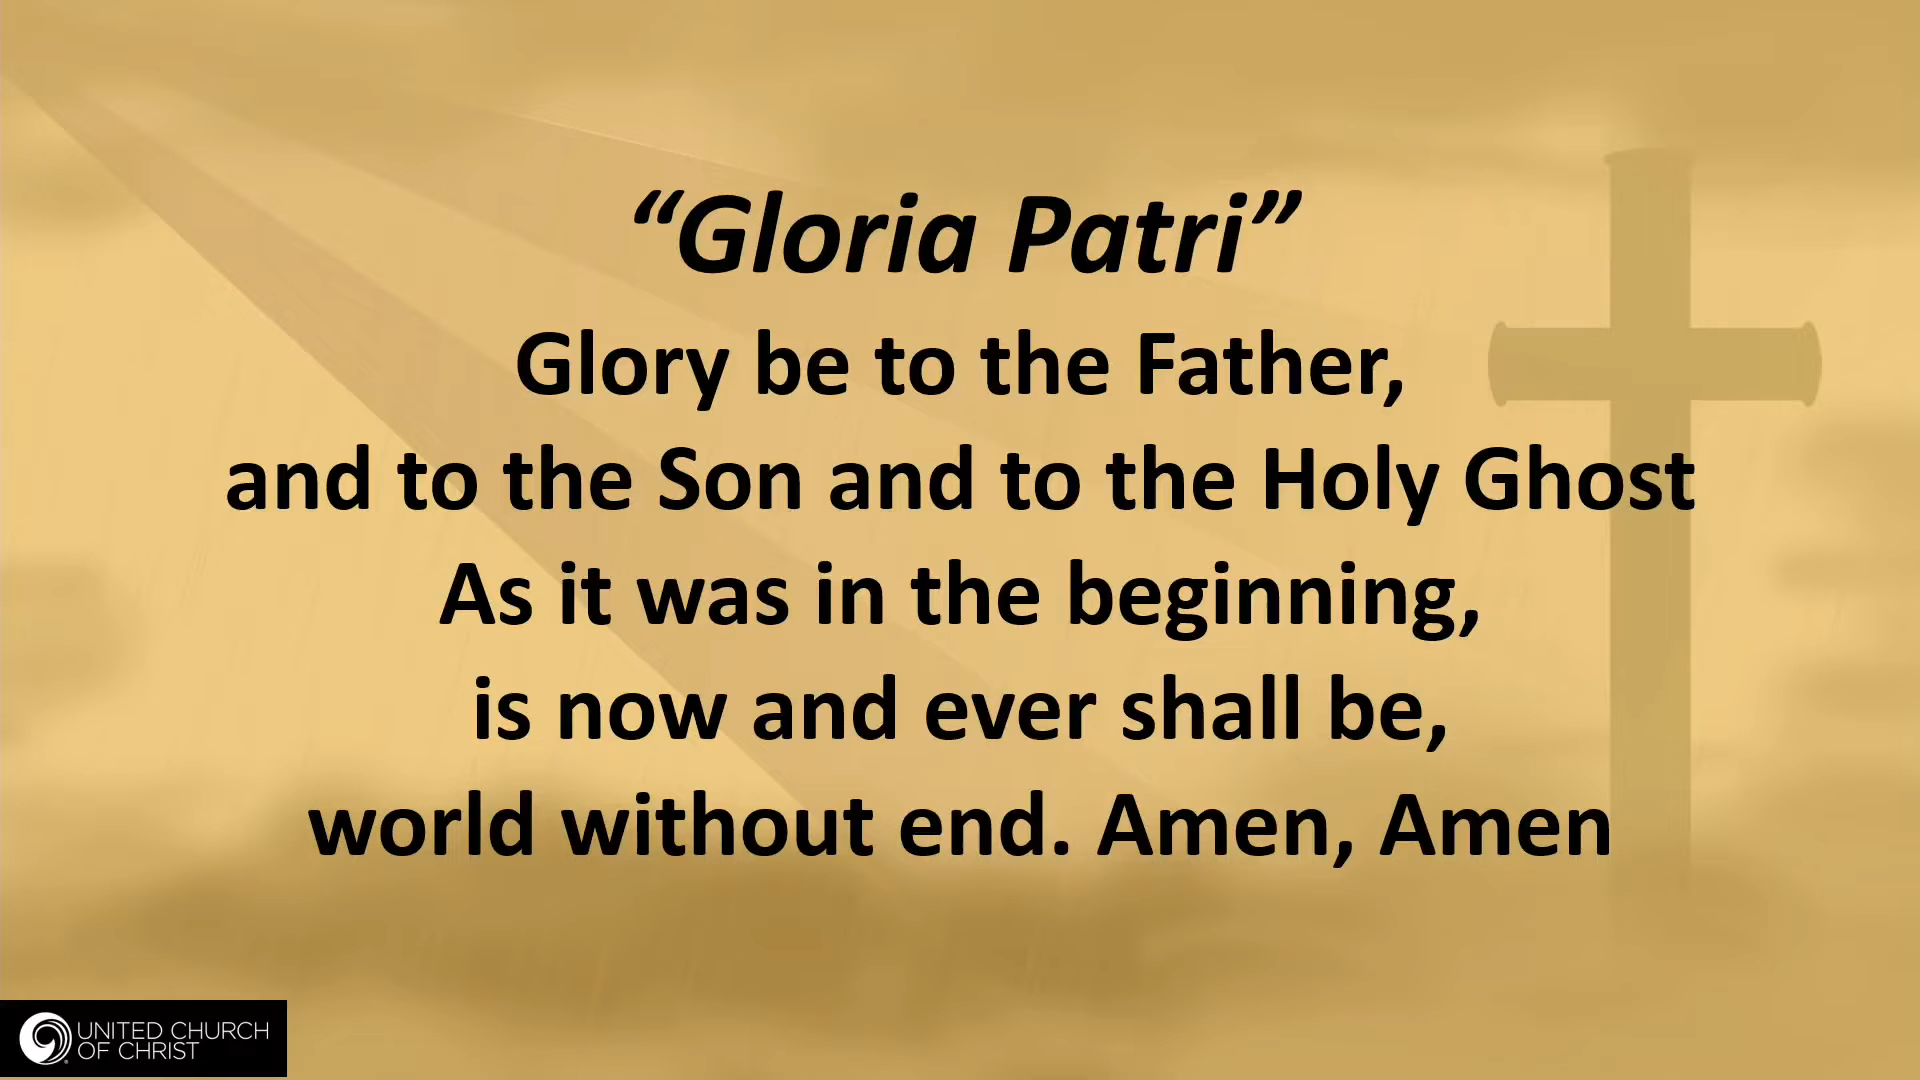 “Gloria Patri”
Glory be to the Father,
and to the Son and to the Holy Ghost
As it was in the beginning,
is now and ever shall be,
world without end. Amen, Amen
UNITED CHURCH
OF CHRIST